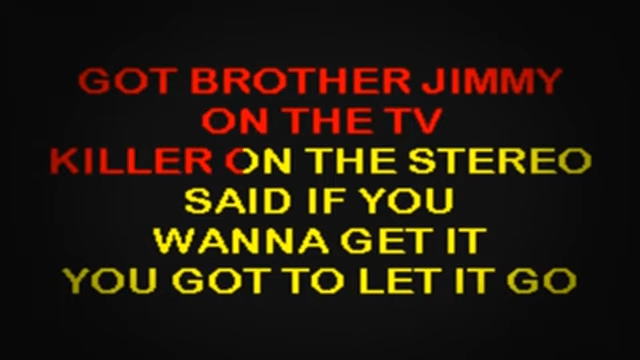 GOT BROTHER JIMMY
ON THE TV
KILLER ON THE STEREO
SAID IF YOU
WANNA GET IT
YOU GOT TO LET IT GO